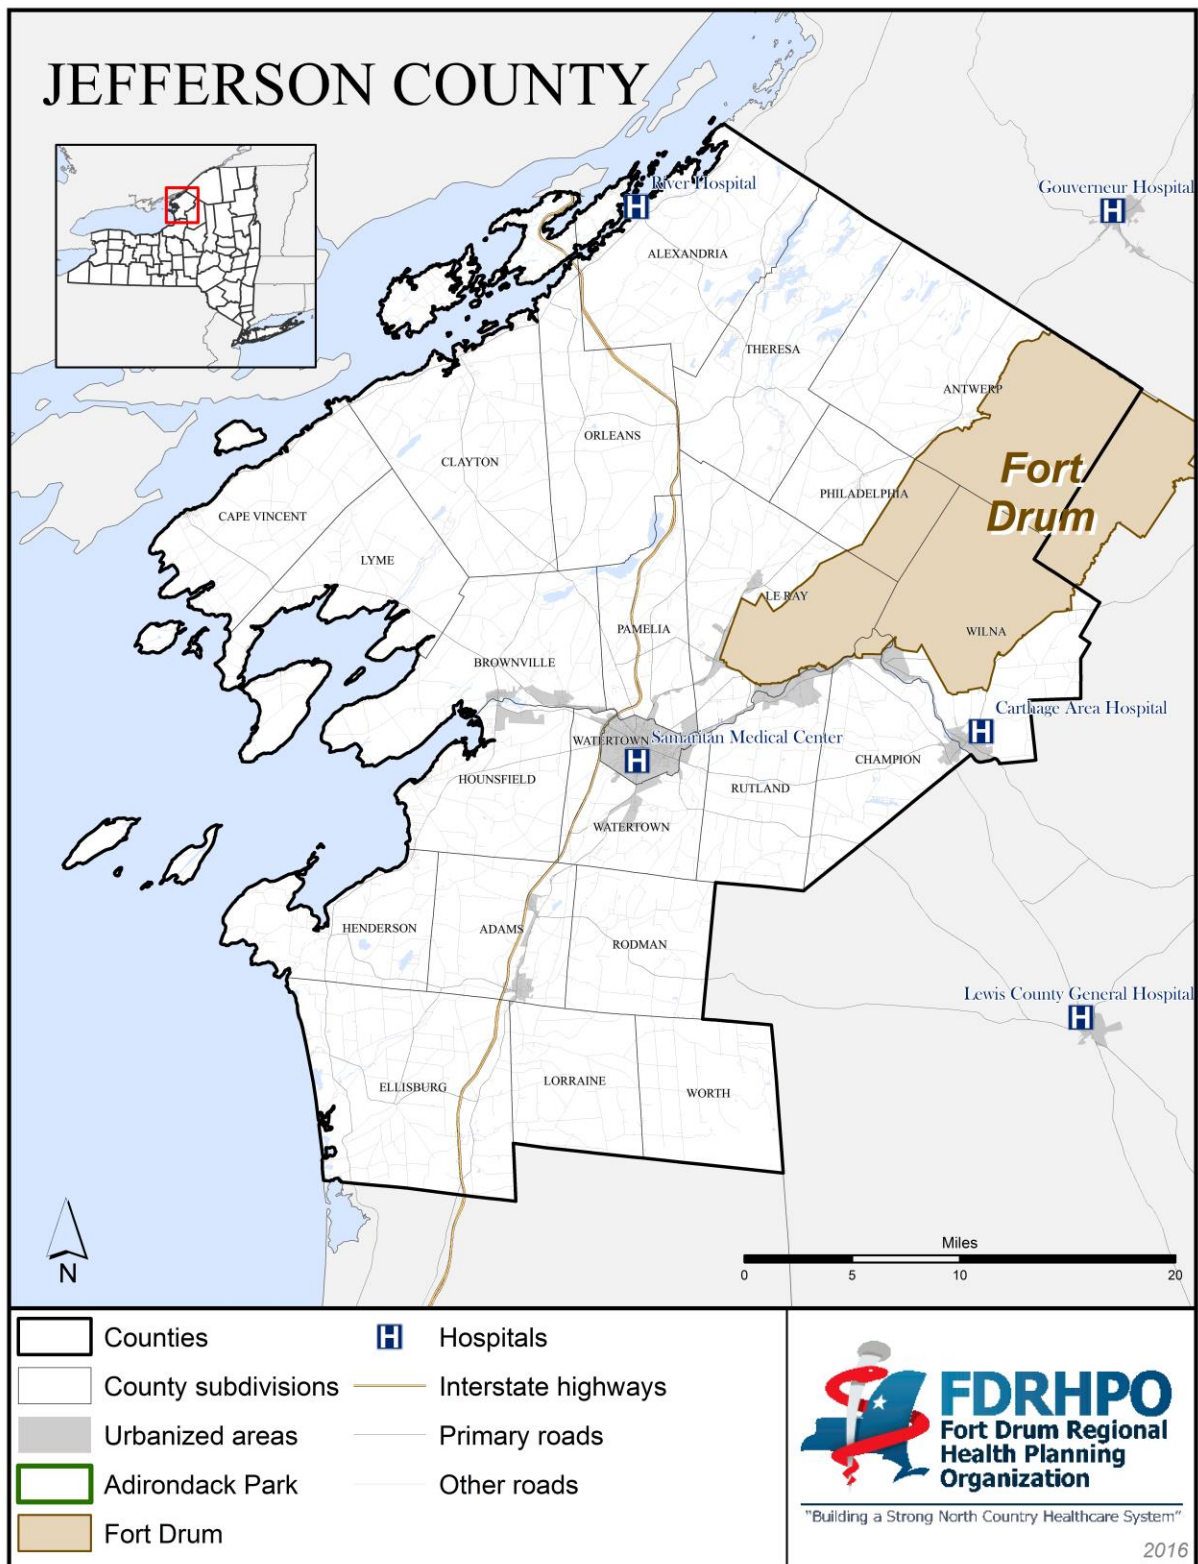 JEFFERSON COUNTY
River Hospital
H
Gouverneur Hospital
H
ALEXANDRIA
THERESA
ANTWERP
ORLEANS
CLAYTON
Fort
Drum
PHILADELPHIA
CAPE VINCENT
LYME
LE RAY
PAMELIA
WILNA
BROWNVILLE
Carthage Area Hospital
H
WATERTOWN
Samaritan Medical Center
H
CHAMPION
HOUNSFIELD
RUTLAND
WATERTOWN
HENDERSON
ADAMS
RODMAN
Lewis County General Hospital
H
ELLISBURG
LORRAINE
WORTH
N
Miles
0 5 10 20
Counties
County subdivisions
Urbanized areas
Adirondack Park
Fort Drum
H Hospitals
Interstate highways
Primary roads
Other roads
FDRHPO
Fort Drum Regional
Health Planning
Organization
"Building a Strong North Country Healthcare System"
2016